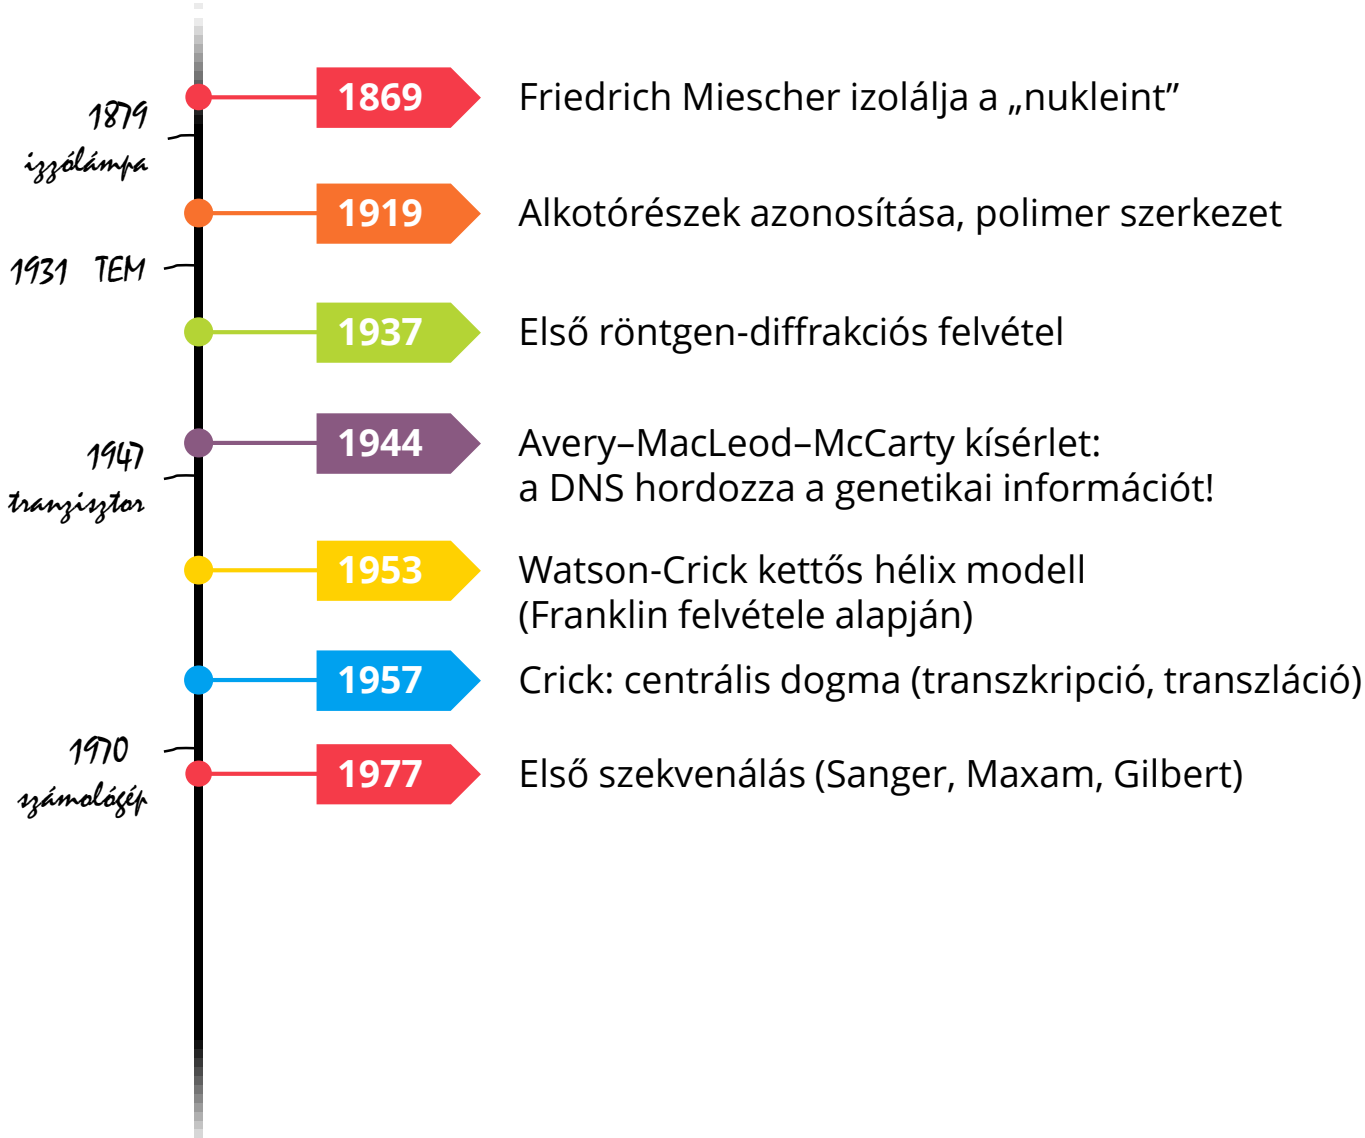 1869 Friedrich Miescher izolálja a „nukleint”
1879
izzólámpa
1919 Alkotórészek azonosítása, polimer szerkezet
1931 TEM
1937 Első röntgen-diffrakciós felvétel
1944 Avery–MacLeod–McCarty kísérlet:
a DNS hordozza a genetikai információt!
1947
tranzisztor
1953 Watson-Crick kettős hélix modell
(Franklin felvétele alapján)
1957 Crick: centrális dogma (transzkripció, transzláció)
1970
számológép
1977 Első szekvenálás (Sanger, Maxam, Gilbert)